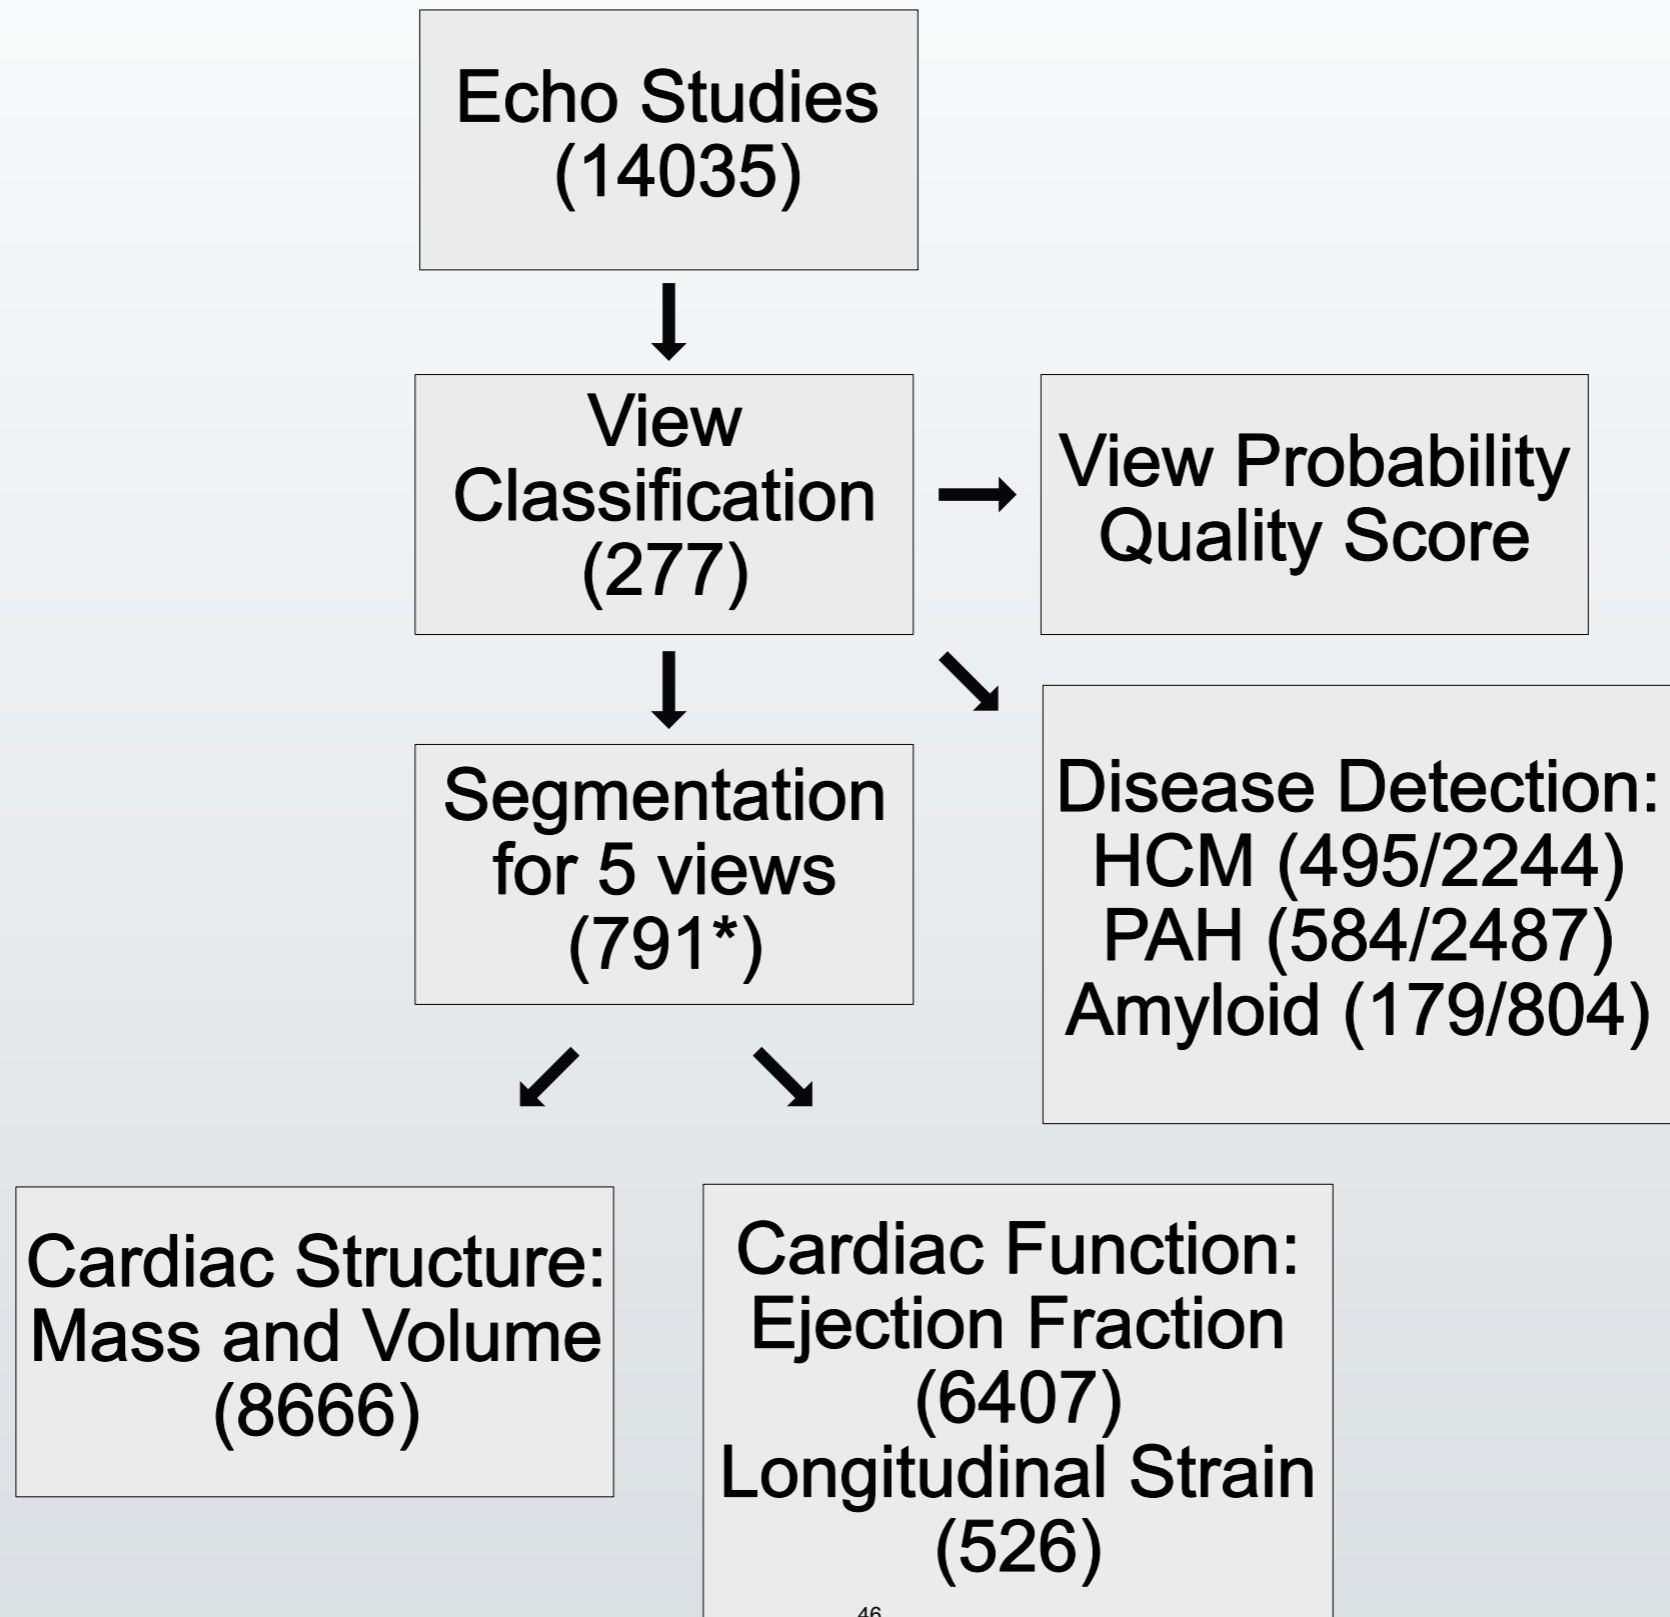 Echo Studies
(14035)
View
Classification
(277)
View Probability
Quality Score
Segmentation
for 5 views
(791*)
Disease Detection:
HCM (495/2244)
PAH (584/2487)
Amyloid (179/804)
Cardiac Structure:
Mass and Volume
(8666)
Cardiac Function:
Ejection Fraction
(6407)
Longitudinal Strain
(526)
46